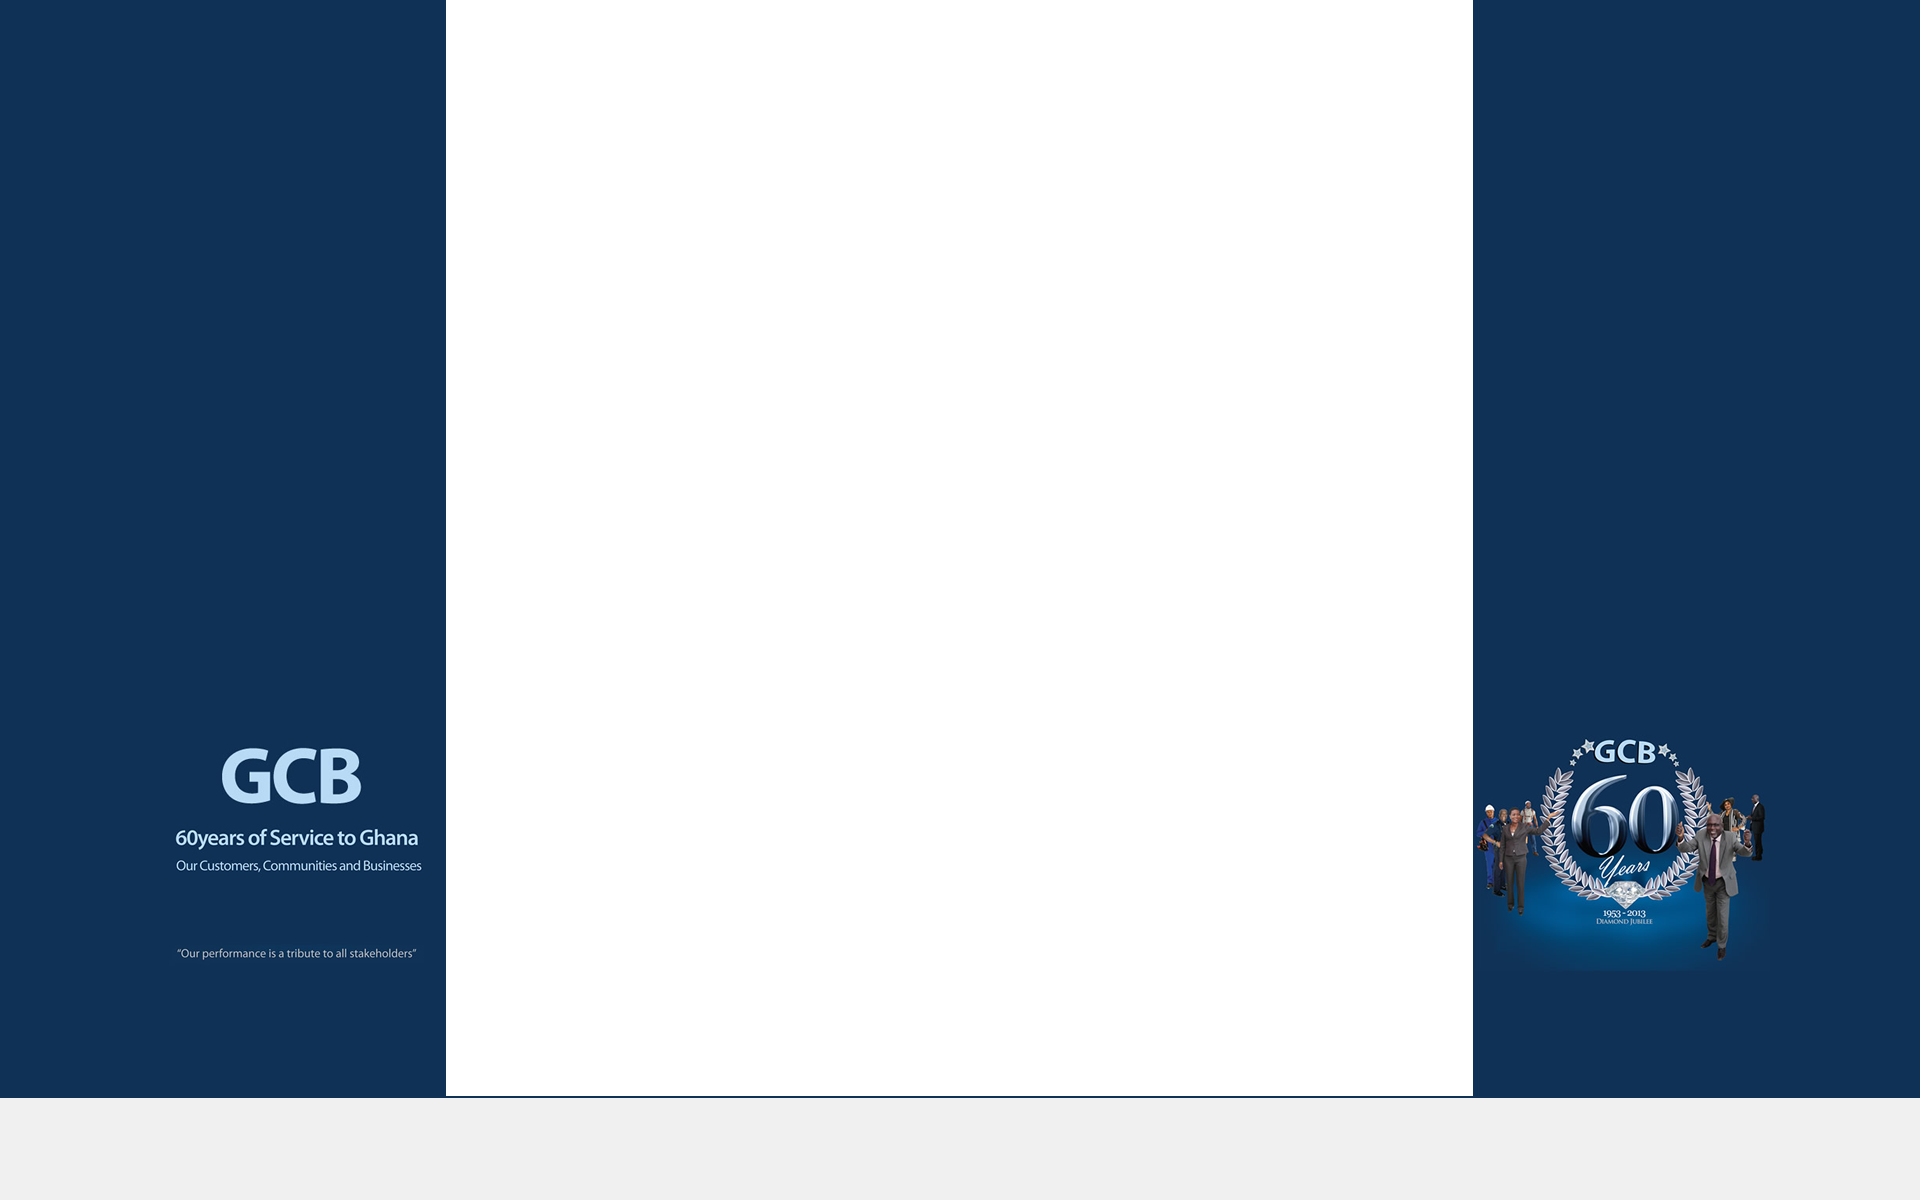 GCB
60years of Service to Ghana
Our Customers, Communities and Businesses
“Our performance is a tribute to all stakeholders”
GCB
60
Years
1953 - 2013
DIAMOND JUBILEE